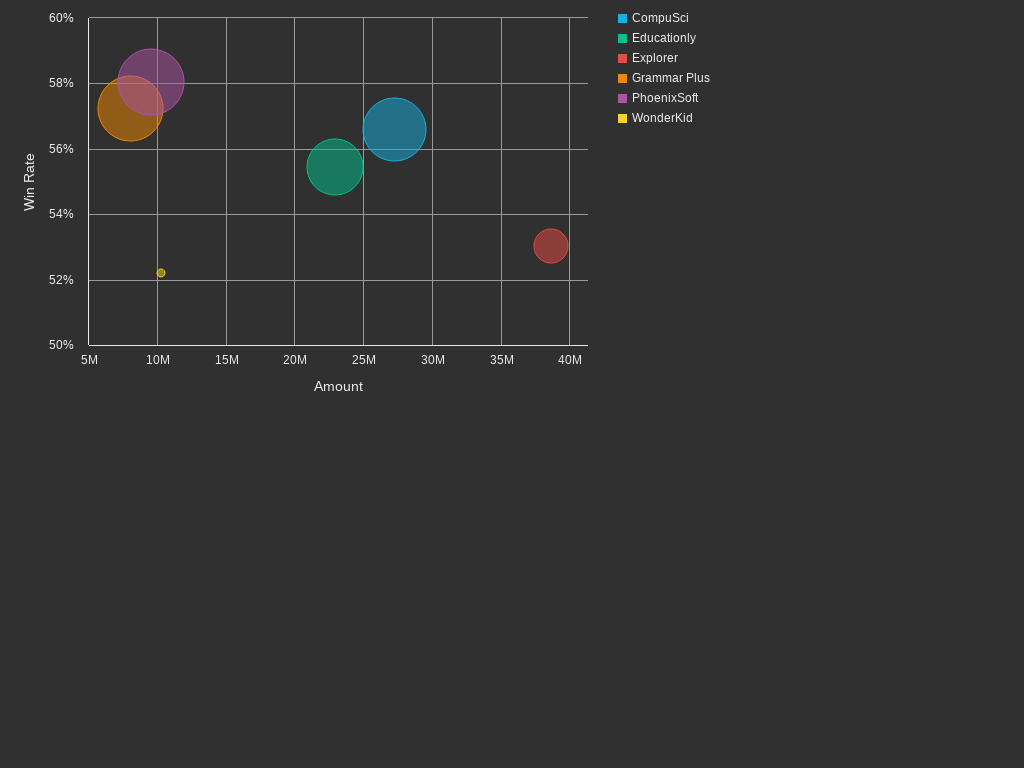 60%
58%
56%
54%
52%
50%
Win Rate
5M 10M 15M 20M 25M 30M 35M 40M
Amount
CompuSci
Educationly
Explorer
Grammar Plus
PhoenixSoft
WonderKid